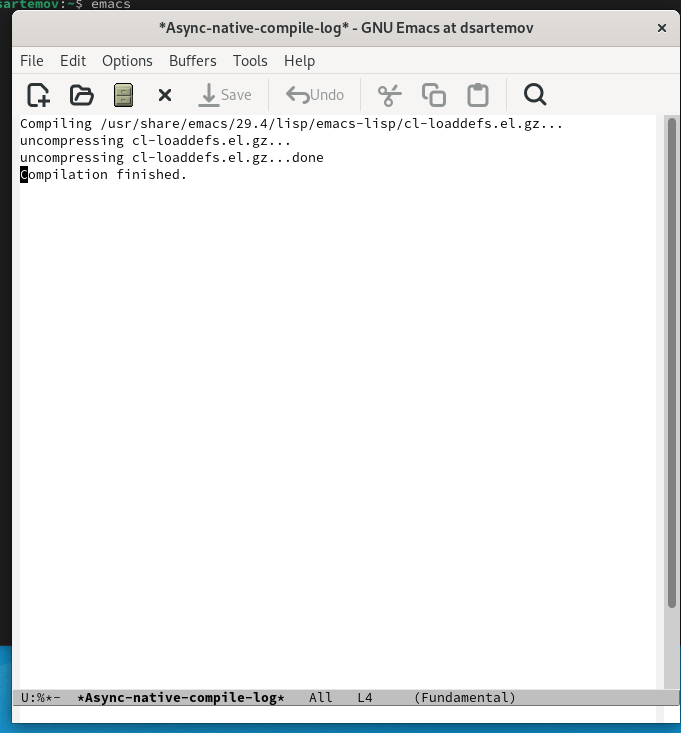 sartemov:~$ emacs
*Async-native-compile-log* - GNU Emacs at dsartemov
File Edit Options Buffers Tools Help
Save Undo
Compiling /usr/share/emacs/29.4/lisp/emacs-lisp/cl-loaddefs.el.gz...
uncompressing cl-loaddefs.el.gz...
uncompressing cl-loaddefs.el.gz...done
Compilation finished.
U:%*- *Async-native-compile-log* All L4 (Fundamental)